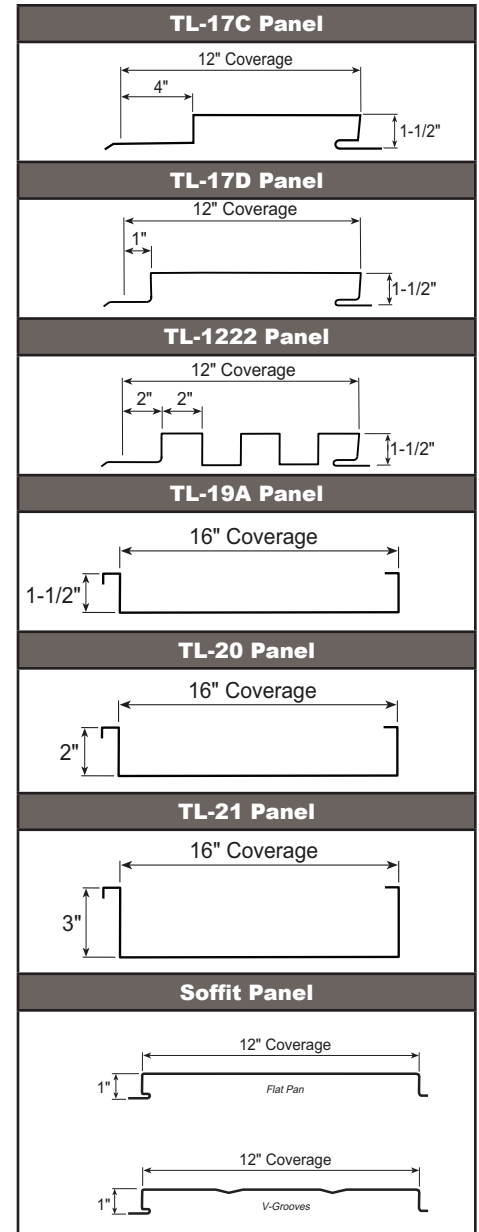 TL-17C Panel
12" Coverage
4"
1-1/2"
TL-17D Panel
12" Coverage
1"
1-1/2"
TL-1222 Panel
12" Coverage
2" 2"
1-1/2"
TL-19A Panel
16" Coverage
1-1/2"
TL-20 Panel
16" Coverage
2"
TL-21 Panel
16" Coverage
3"
Soffit Panel
12" Coverage
1"
Flat Pan
12" Coverage
1"
V-Grooves